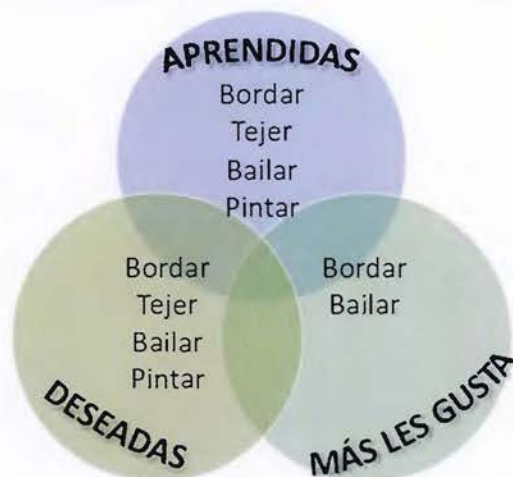 APRENDIDAS
Bordar
Tejer
Bailar
Pintar
Bordar
Tejer
Bailar
Pintar
DESEADAS
Bordar
Bailar
MÁS LES GUSTA